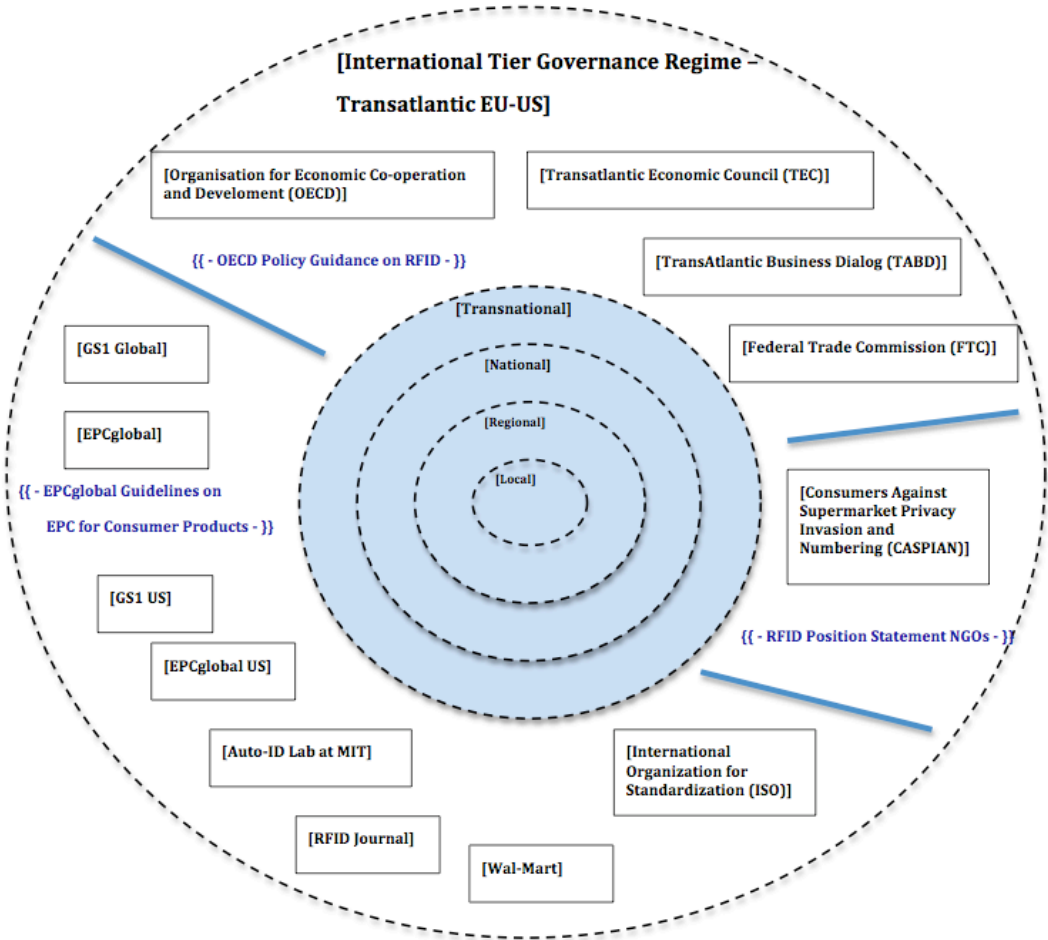 [International Tier Governance Regime –
Transatlantic EU-US]
[Organisation for Economic Co-operation
and Develoment (OECD)]
[Transatlantic Economic Council (TEC)]
{{ - OECD Policy Guidance on RFID - }}
[TransAtlantic Business Dialog (TABD)]
[Transnational]
[GS1 Global]
[Federal Trade Commission (FTC)]
[National]
[Regional]
[EPCglobal]
[Local]
{{ - EPCglobal Guidelines on
EPC for Consumer Products - }}
[Consumers Against
Supermarket Privacy
Invasion and
Numbering (CASPIAN)]
[GS1 US]
{{ - RFID Position Statement NGOs - }}
[EPCglobal US]
[Auto-ID Lab at MIT]
[International
Organization for
Standardization (ISO)]
[RFID Journal]
[Wal-Mart]